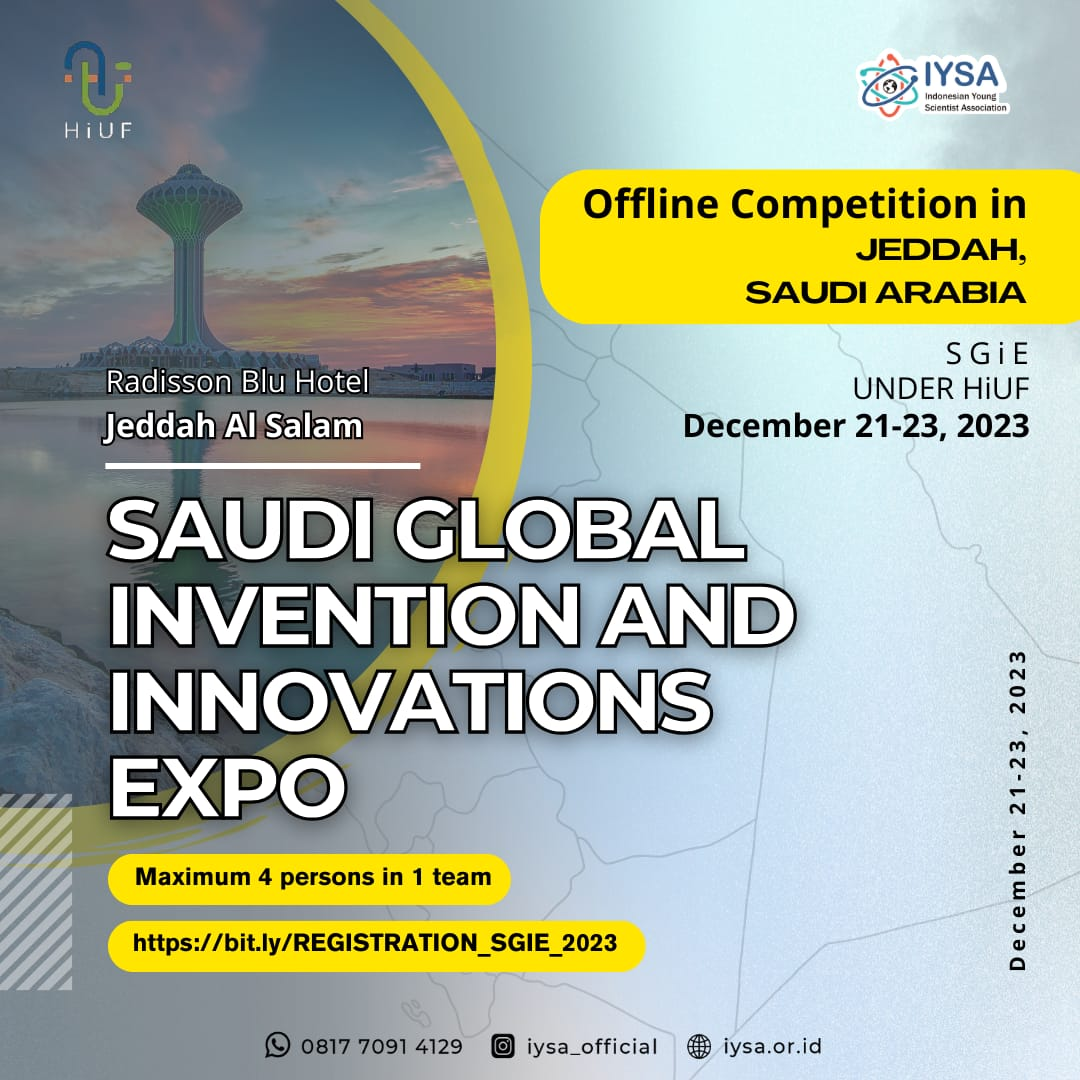 HiUF
IYSA
Indonesian Young
Scientist Association
Offline Competition in
JEDDAH,
SAUDI ARABIA
SGiE
UNDER HiUF
December 21-23, 2023
Radisson Blu Hotel
Jeddah Al Salam
SAUDI GLOBAL
INVENTION AND
INNOVATIONS
EXPO
December 21-23, 2023
Maximum 4 persons in 1 team
https://bit.ly/REGISTRATION_SGIE_2023
0817 7091 4129
iysa_official
iysa.or.id